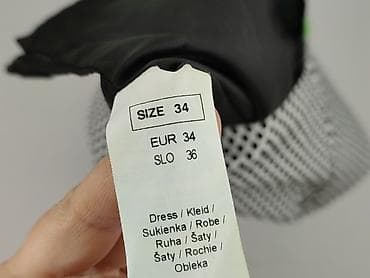 SIZE 34
EUR 34
SLO 36
Dress / Kleid /
Sukienka / Robe /
Ruha / Šaty /
Šaty / Rochie /
Obleka